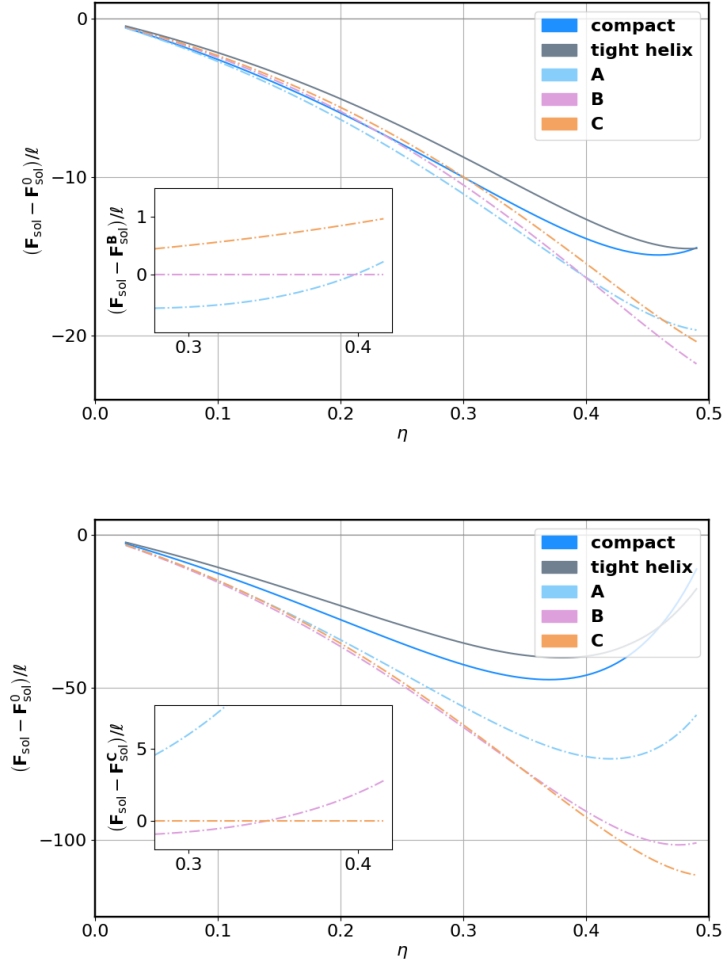 0
−10
−20
(F_sol − F^0_sol)/ℓ
compact
tight helix
A
B
C
1
0
(F_sol − F^B_sol)/ℓ
0.3 0.4
0.0 0.1 0.2 0.3 0.4 0.5
η
0
−50
−100
(F_sol − F^0_sol)/ℓ
compact
tight helix
A
B
C
5
0
(F_sol − F^C_sol)/ℓ
0.3 0.4
0.0 0.1 0.2 0.3 0.4 0.5
η